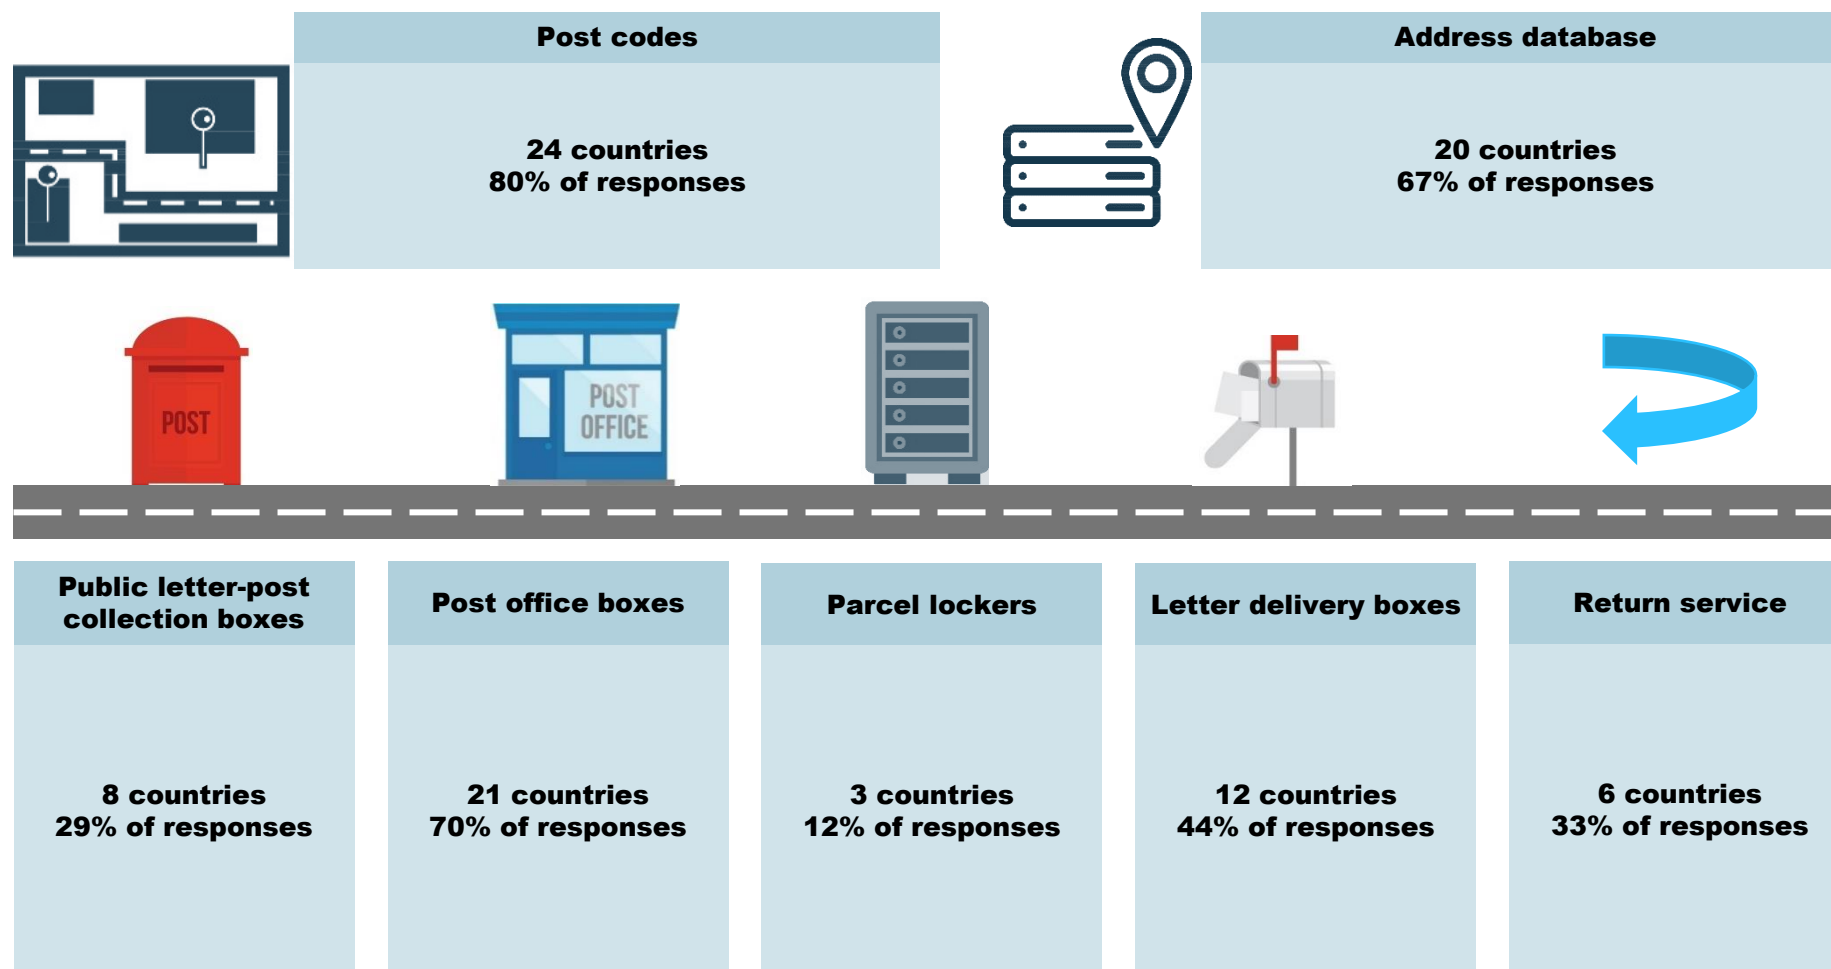 Post codes
24 countries
80% of responses
Address database
20 countries
67% of responses
POST
POST
OFFICE
Public letter-post
collection boxes
8 countries
29% of responses
Post office boxes
21 countries
70% of responses
Parcel lockers
3 countries
12% of responses
Letter delivery boxes
12 countries
44% of responses
Return service
6 countries
33% of responses